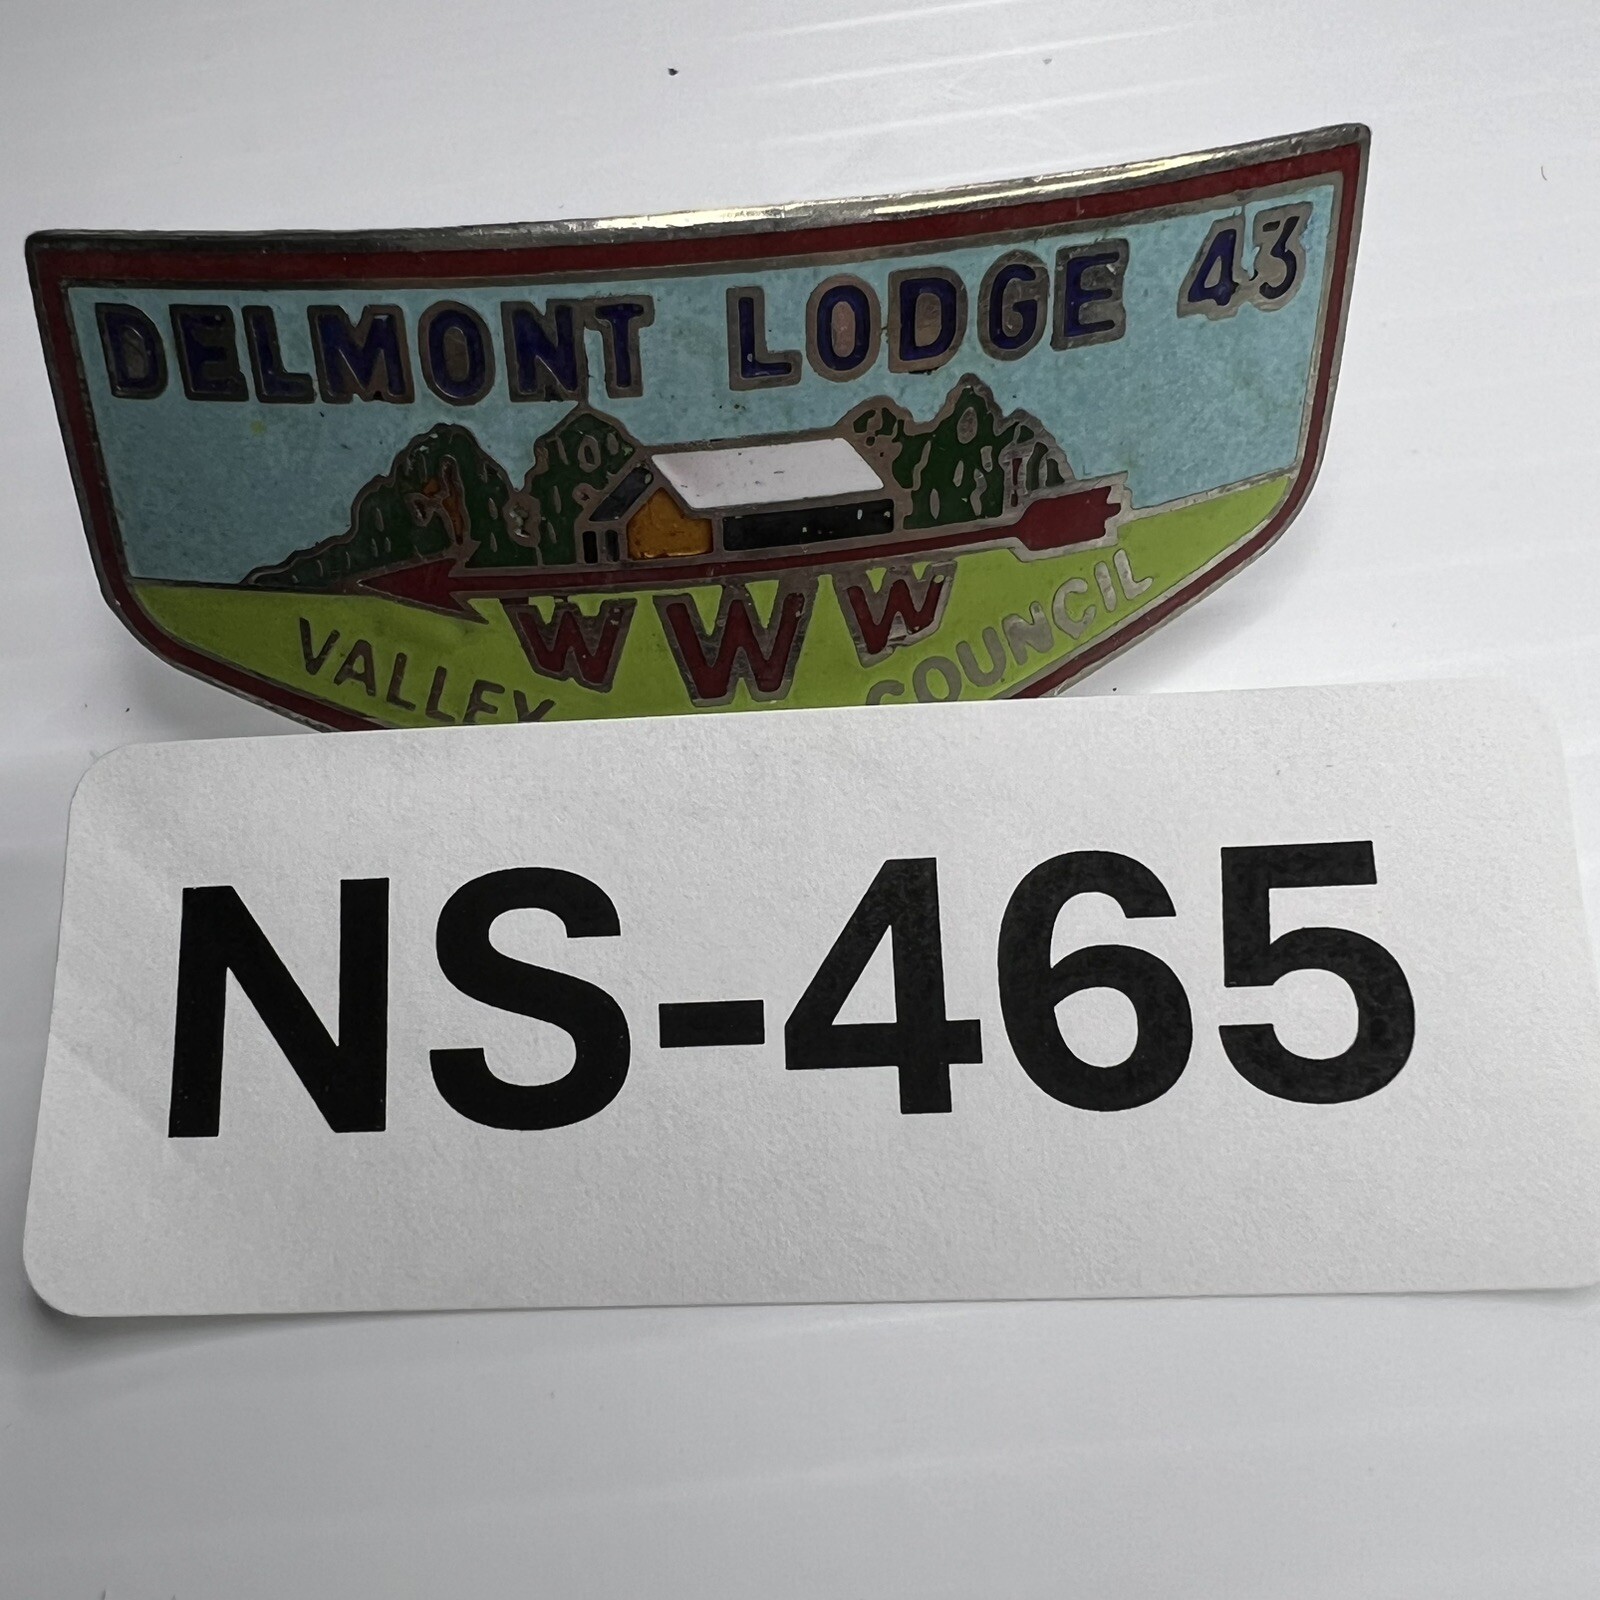 DELMONT LODGE 43
WWW
VALLEY COUNCIL
NS-465